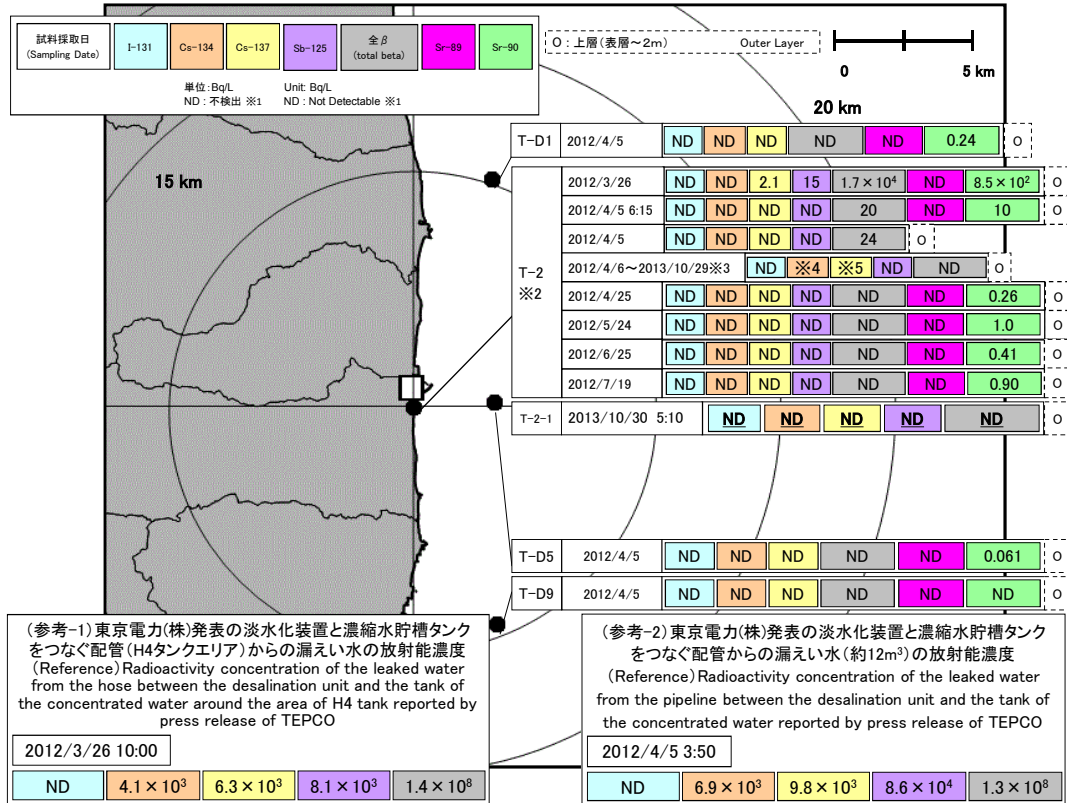 試料採取日
(Sampling Date)
I-131
Cs-134
Cs-137
Sb-125
全β
(total beta)
Sr-89
Sr-90
単位:Bq/L Unit: Bq/L
ND : 不検出 ※1 ND : Not Detectable ※1
O : 上層(表層～2m) Outer Layer
0 5 km
20 km
15 km
T-D1 2012/4/5 ND ND ND ND ND 0.24 O
T-2
※2
2012/3/26 ND ND 2.1 15 1.7×10⁴ ND 8.5×10² O
2012/4/5 6:15 ND ND ND ND 20 ND 10 O
2012/4/5 ND ND ND ND 24 O
2012/4/6～2013/10/29※3 ND ※4 ※5 ND ND O
2012/4/25 ND ND ND ND ND ND 0.26 O
2012/5/24 ND ND ND ND ND ND 1.0 O
2012/6/25 ND ND ND ND ND ND 0.41 O
2012/7/19 ND ND ND ND ND ND 0.90 O
T-2-1 2013/10/30 5:10 ND ND ND ND ND O
T-D5 2012/4/5 ND ND ND ND ND 0.061 O
T-D9 2012/4/5 ND ND ND ND ND ND O
(参考-1)東京電力(株)発表の淡水化装置と濃縮水貯槽タンク
をつなぐ配管(H4タンクエリア)からの漏えい水の放射能濃度
(Reference)Radioactivity concentration of the leaked water
from the hose between the desalination unit and the tank of
the concentrated water around the area of H4 tank reported by
press release of TEPCO
2012/3/26 10:00
ND 4.1×10³ 6.3×10³ 8.1×10³ 1.4×10⁸
(参考-2)東京電力(株)発表の淡水化装置と濃縮水貯槽タンク
をつなぐ配管からの漏えい水(約12m³)の放射能濃度
(Reference)Radioactivity concentration of the leaked water
from the pipeline between the desalination unit and the tank of
the concentrated water reported by press release of TEPCO
2012/4/5 3:50
ND 6.9×10³ 9.8×10³ 8.6×10⁴ 1.3×10⁸